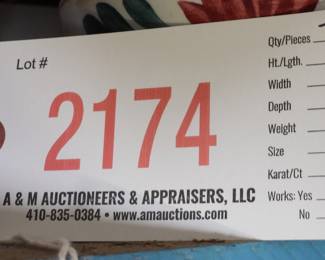 Lot #
2174
A & M AUCTIONEERS & APPRAISERS, LLC
410-835-0384 • www.amauctions.com
Qty/Pieces
Ht./Lgth.
Width
Depth
Weight
Size
Karat/Ct
Works: Yes
No